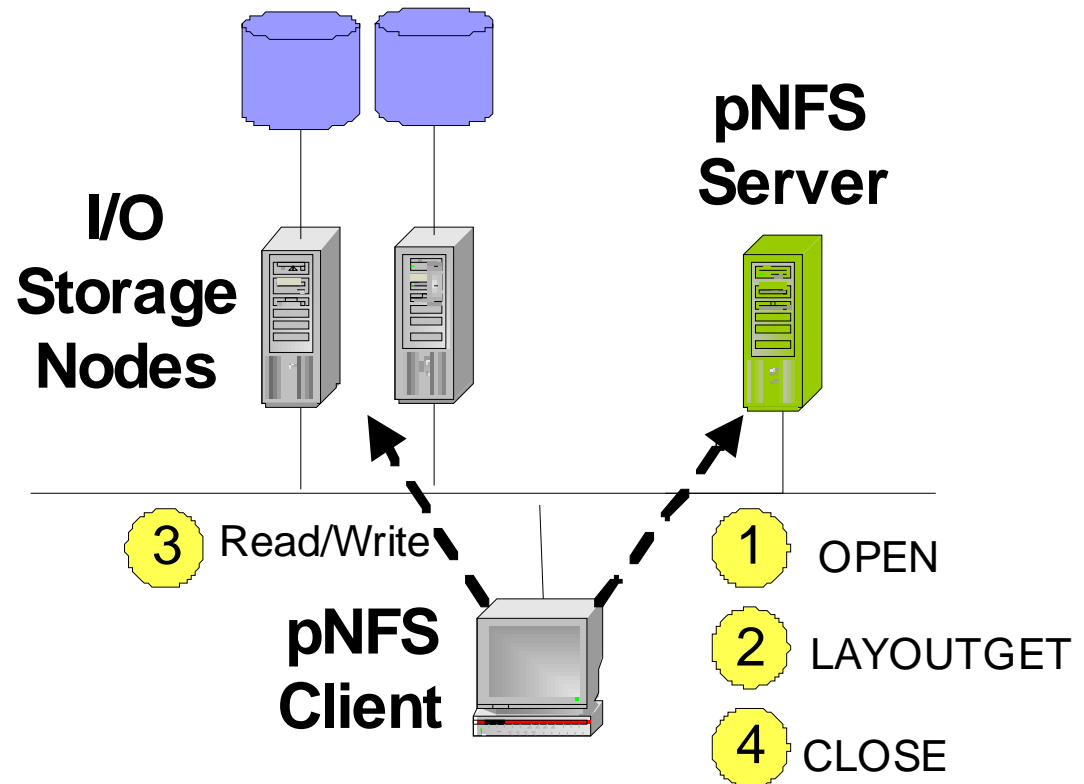 pNFS
Server
I/O
Storage
Nodes
3 Read/Write
1 OPEN
pNFS
Client
2 LAYOUTGET
4 CLOSE